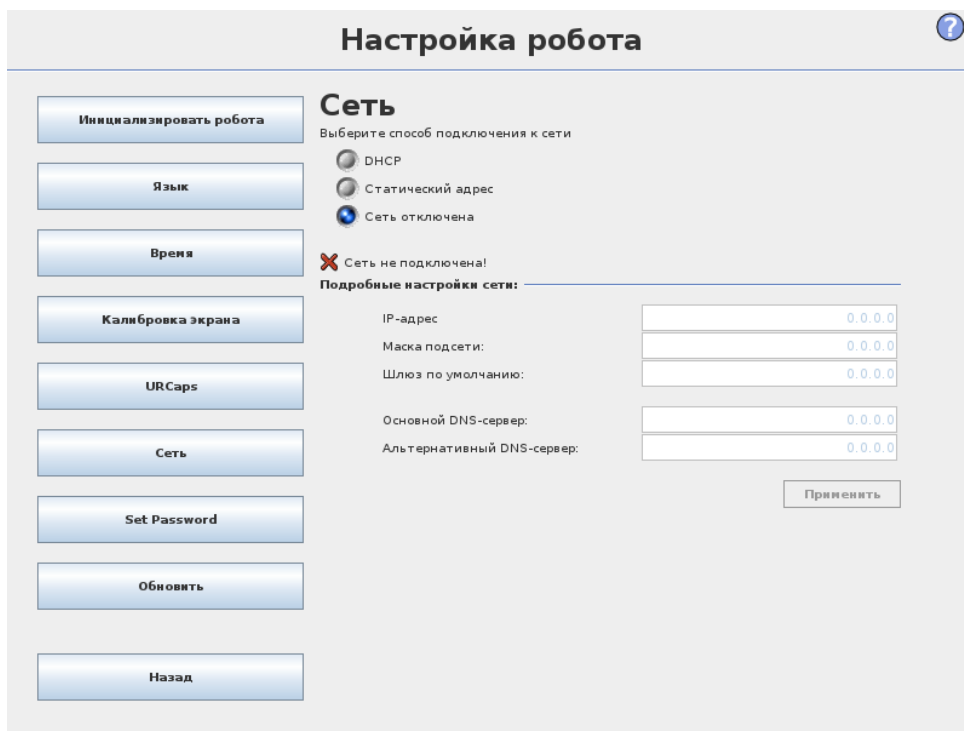 Настройка робота
?
Инициализировать робота
Язык
Время
Калибровка экрана
URCaps
Сеть
Set Password
Обновить
Назад
Сеть
Выберите способ подключения к сети
DHCP
Статический адрес
Сеть отключена
Сеть не подключена!
Подробные настройки сети:
IP-адрес 0.0.0.0
Маска подсети: 0.0.0.0
Шлюз по умолчанию: 0.0.0.0
Основной DNS-сервер: 0.0.0.0
Альтернативный DNS-сервер: 0.0.0.0
Применить